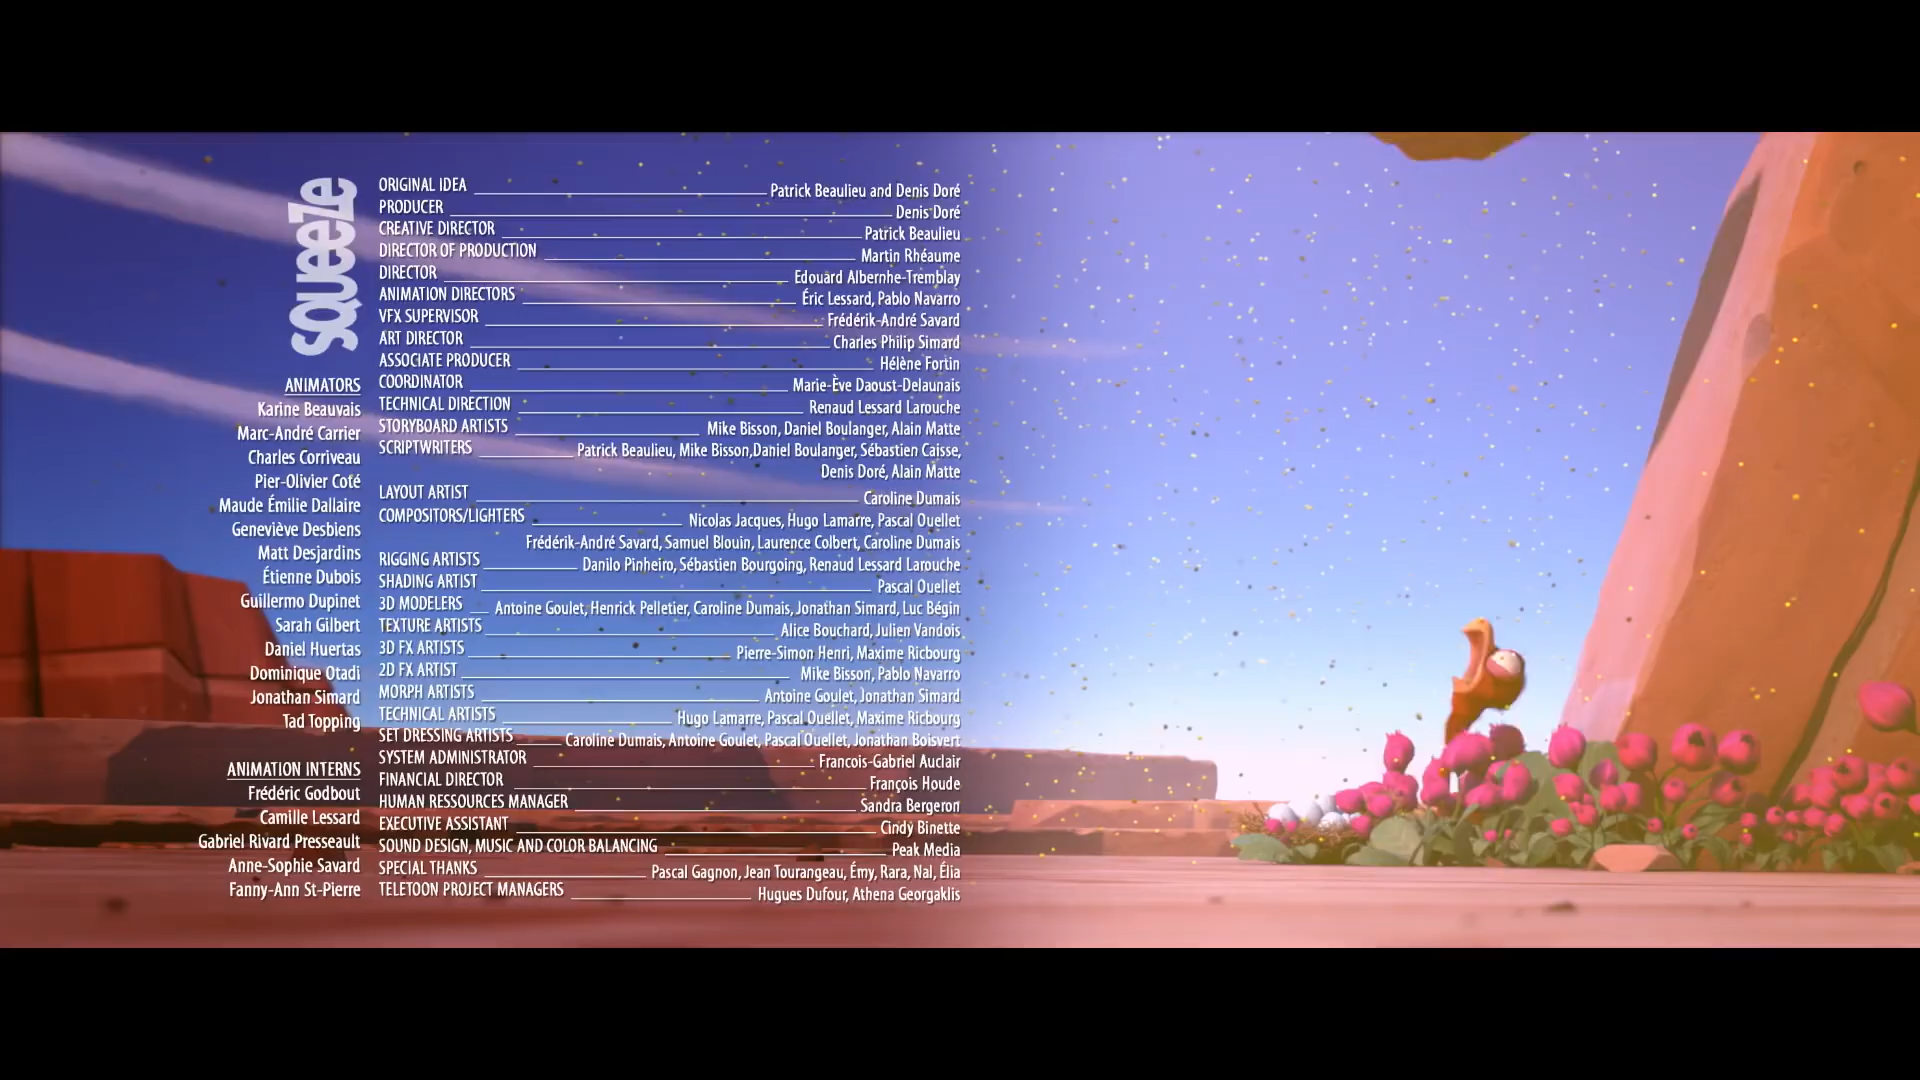 squeeze
ANIMATORS
Karine Beauvais
Marc-André Carrier
Charles Corriveau
Pier-Olivier Coté
Maude Émilie Dallaire
Geneviève Desbiens
Matt Desjardins
Étienne Dubois
Guillermo Dupinet
Sarah Gilbert
Daniel Huertas
Dominique Otadi
Jonathan Simard
Tad Topping
ANIMATION INTERNS
Frédéric Godbout
Camille Lessard
Gabriel Rivard Presseault
Anne-Sophie Savard
Fanny-Ann St-Pierre
ORIGINAL IDEA Patrick Beaulieu and Denis Doré
PRODUCER Denis Doré
CREATIVE DIRECTOR Patrick Beaulieu
DIRECTOR OF PRODUCTION Martin Rhéaume
DIRECTOR Edouard Albernhe-Tremblay
ANIMATION DIRECTORS Éric Lessard, Pablo Navarro
VFX SUPERVISOR Frédérik-André Savard
ART DIRECTOR Charles Philip Simard
ASSOCIATE PRODUCER Hélène Fortin
COORDINATOR Marie-Ève Daoust-Delaunais
TECHNICAL DIRECTION Renaud Lessard Larouche
STORYBOARD ARTISTS Mike Bisson, Daniel Boulanger, Alain Matte
SCRIPTWRITERS Patrick Beaulieu, Mike Bisson,Daniel Boulanger, Sébastien Caisse,
Denis Doré, Alain Matte
LAYOUT ARTIST Caroline Dumais
COMPOSITORS/LIGHTERS Nicolas Jacques, Hugo Lamarre, Pascal Ouellet
Frédérik-André Savard, Samuel Blouin, Laurence Colbert, Caroline Dumais
RIGGING ARTISTS Danilo Pinheiro, Sébastien Bourgoing, Renaud Lessard Larouche
SHADING ARTIST Pascal Ouellet
3D MODELERS Antoine Goulet, Henrick Pelletier, Caroline Dumais, Jonathan Simard, Luc Bégin
TEXTURE ARTISTS Alice Bouchard, Julien Vandois
3D FX ARTISTS Pierre-Simon Henri, Maxime Ricbourg
2D FX ARTIST Mike Bisson, Pablo Navarro
MORPH ARTISTS Antoine Goulet, Jonathan Simard
TECHNICAL ARTISTS Hugo Lamarre, Pascal Ouellet, Maxime Ricbourg
SET DRESSING ARTISTS Caroline Dumais, Antoine Goulet, Pascal Ouellet, Jonathan Boisvert
SYSTEM ADMINISTRATOR Francois-Gabriel Auclair
FINANCIAL DIRECTOR François Houde
HUMAN RESSOURCES MANAGER Sandra Bergeron
EXECUTIVE ASSISTANT Cindy Binette
SOUND DESIGN, MUSIC AND COLOR BALANCING Peak Media
SPECIAL THANKS Pascal Gagnon, Jean Tourangeau, Émy, Rara, Nal, Élia
TELETOON PROJECT MANAGERS Hugues Dufour, Athena Georgaklis